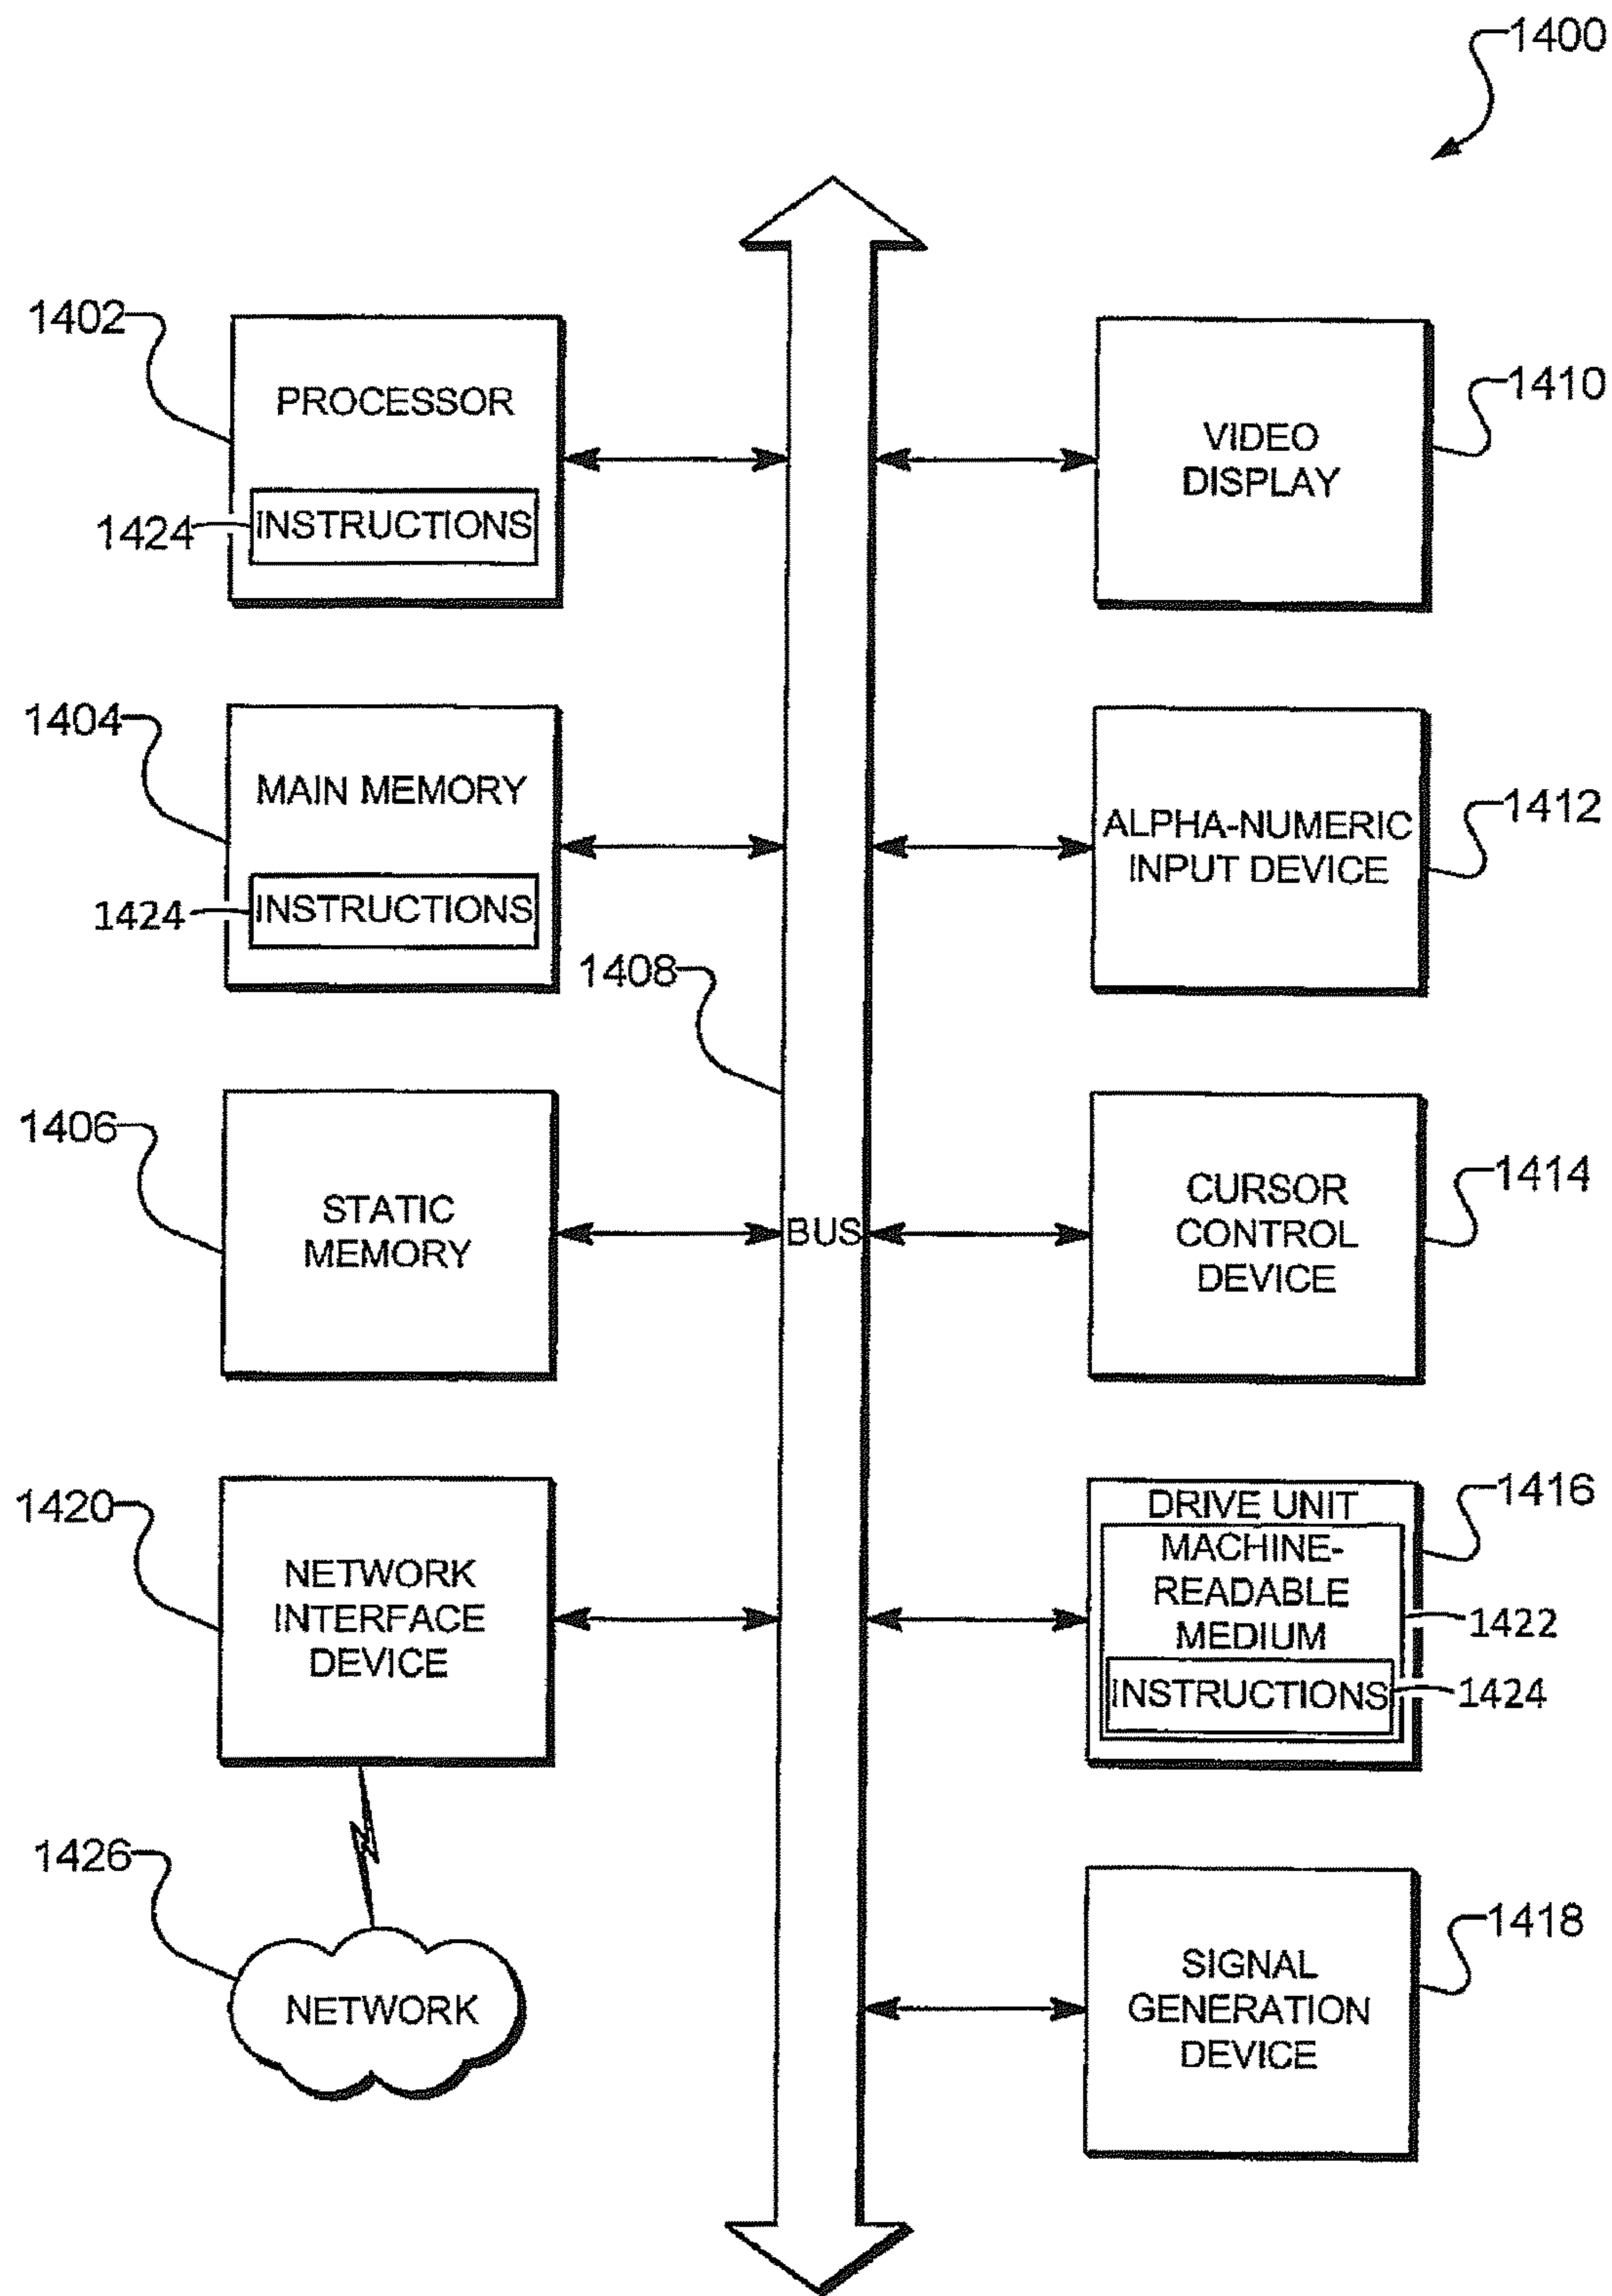 1400
1402
PROCESSOR
1424
INSTRUCTIONS
1410
VIDEO
DISPLAY
1404
MAIN MEMORY
1424
INSTRUCTIONS
1412
ALPHA-NUMERIC
INPUT DEVICE
1408
1406
STATIC
MEMORY
BUS
1414
CURSOR
CONTROL
DEVICE
1420
NETWORK
INTERFACE
DEVICE
1416
DRIVE UNIT
MACHINE-
READABLE
MEDIUM
1422
INSTRUCTIONS
1424
1426
NETWORK
1418
SIGNAL
GENERATION
DEVICE